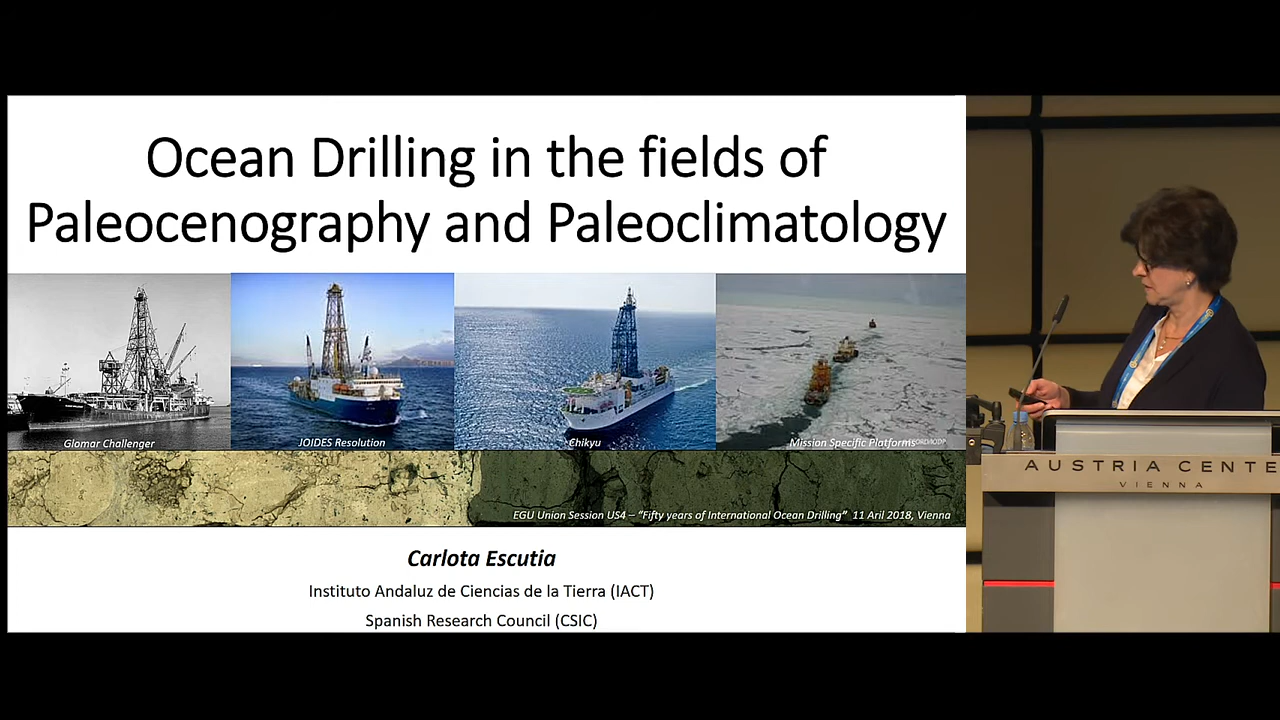 Ocean Drilling in the fields of
Paleocenography and Paleoclimatology
Glomar Challenger
JOIDES Resolution
Chikyu
Mission Specific Platforms
EGU Union Session US4 – “Fifty years of International Ocean Drilling” 11 Aril 2018, Vienna
Carlota Escutia
Instituto Andaluz de Ciencias de la Tierra (IACT)
Spanish Research Council (CSIC)
AUSTRIA CENTE
VIENNA